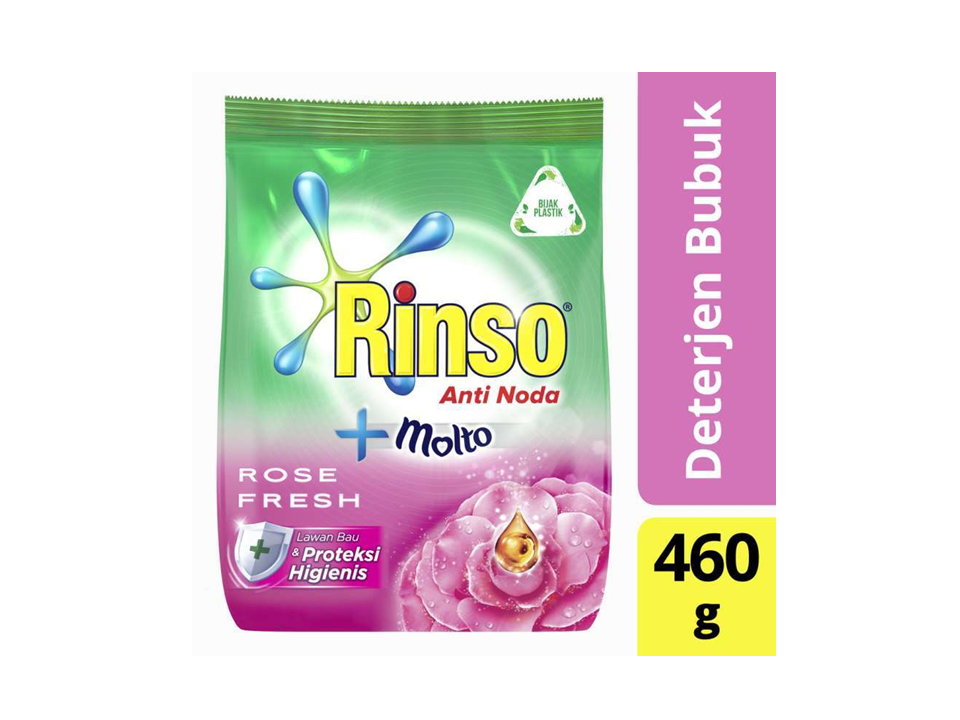 BIJAK
PLASTIK
Rinso®
Anti Noda
+ Molto
ROSE
FRESH
Lawan Bau
& Proteksi
Higienis
Deterjen Bubuk
460
g